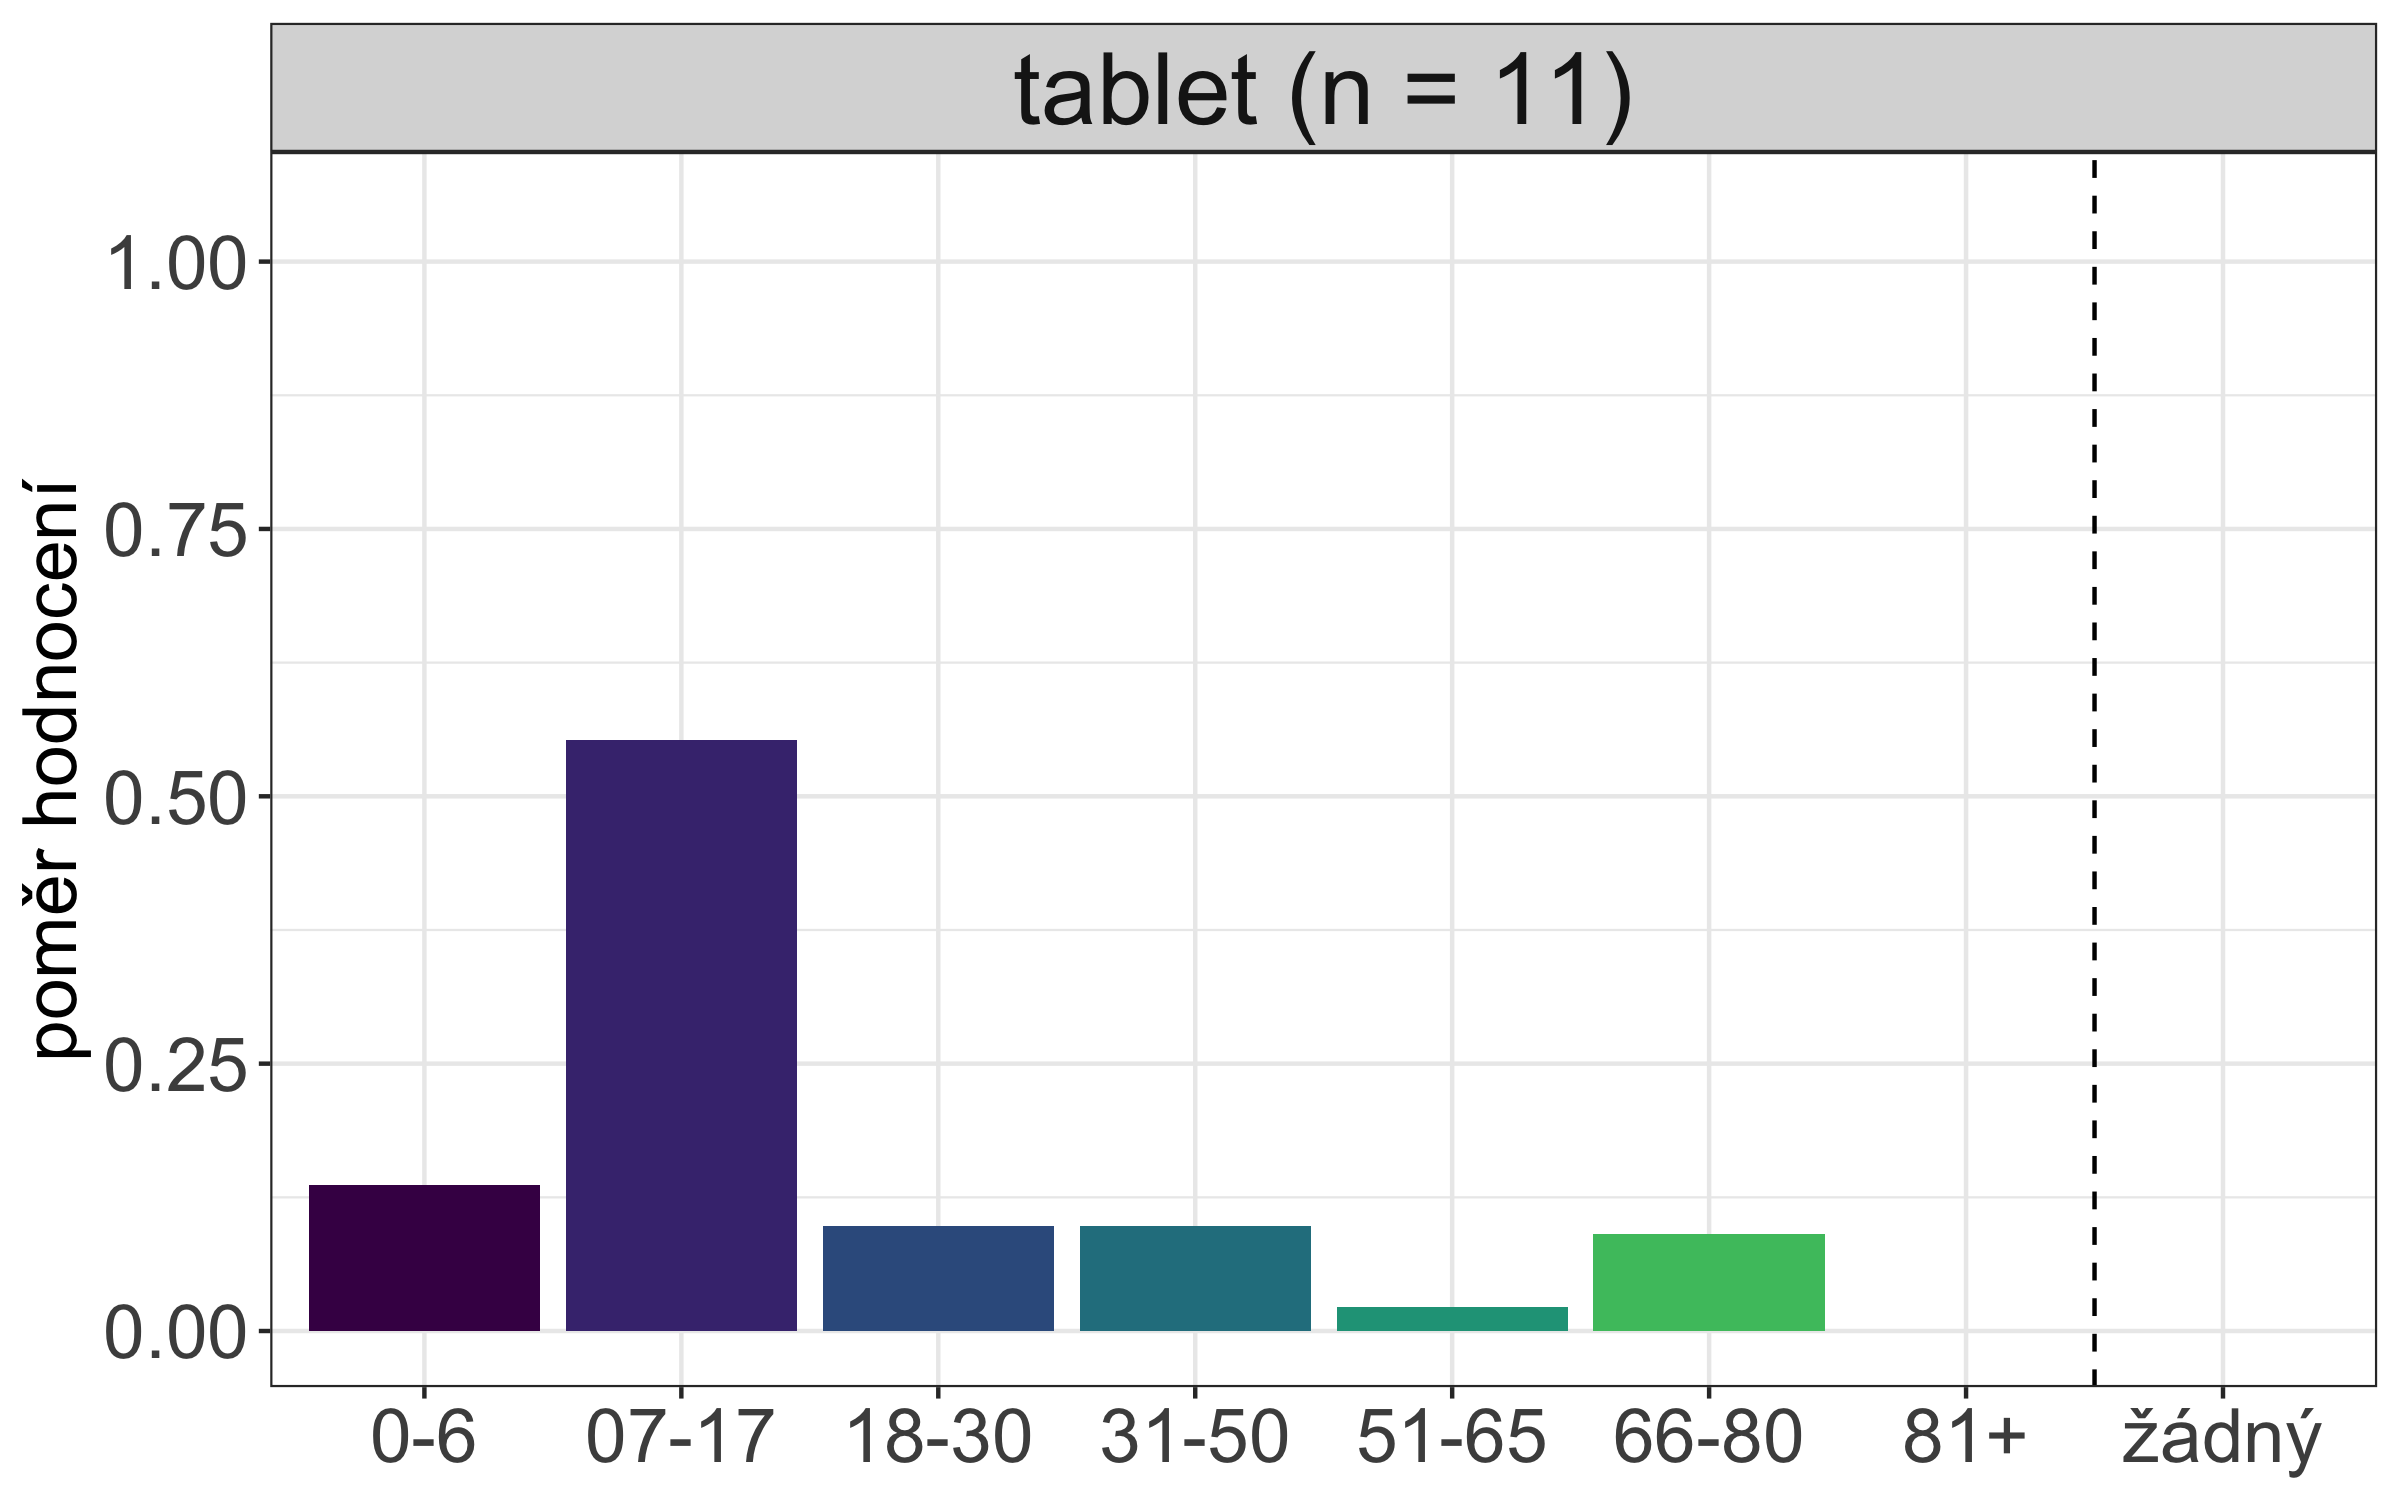 tablet (n = 11)
poměr hodnocení
1.00
0.75
0.50
0.25
0.00
0-6 07-17 18-30 31-50 51-65 66-80 81+ žádný